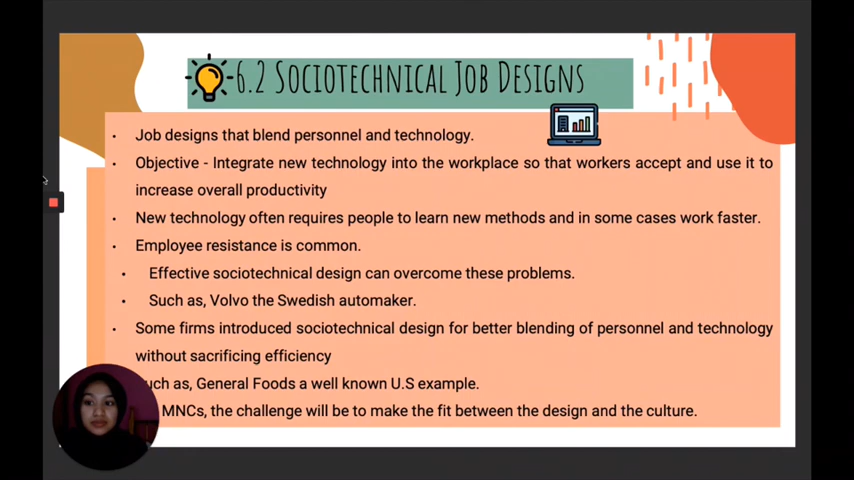 6.2 Sociotechnical Job Designs
• Job designs that blend personnel and technology.
• Objective - Integrate new technology into the workplace so that workers accept and use it to
increase overall productivity
• New technology often requires people to learn new methods and in some cases work faster.
• Employee resistance is common.
• Effective sociotechnical design can overcome these problems.
• Such as, Volvo the Swedish automaker.
• Some firms introduced sociotechnical design for better blending of personnel and technology
without sacrificing efficiency
as, General Foods a well known U.S example.
MNCs, the challenge will be to make the fit between the design and the culture.